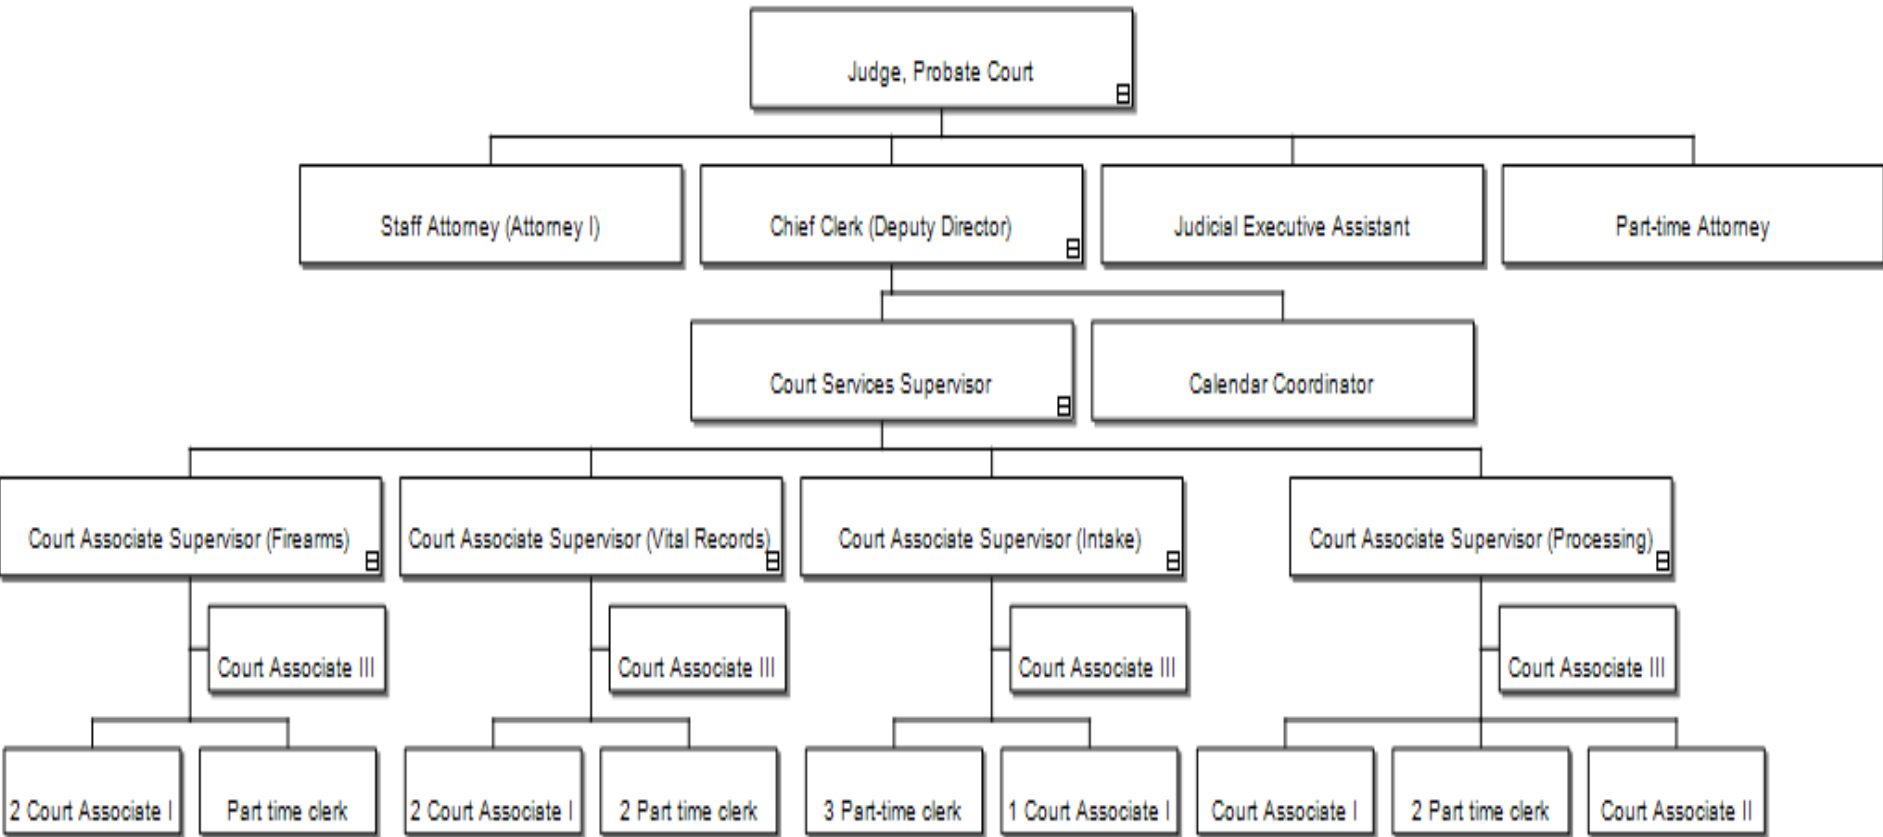 Judge, Probate Court
Staff Attorney (Attorney I)
Chief Clerk (Deputy Director)
Judicial Executive Assistant
Part-time Attorney
Court Services Supervisor
Calendar Coordinator
Court Associate Supervisor (Firearms)
Court Associate Supervisor (Vital Records)
Court Associate Supervisor (Intake)
Court Associate Supervisor (Processing)
Court Associate III
Court Associate III
Court Associate III
Court Associate III
2 Court Associate I
Part time clerk
2 Court Associate I
2 Part time clerk
3 Part-time clerk
1 Court Associate I
Court Associate I
2 Part time clerk
Court Associate II